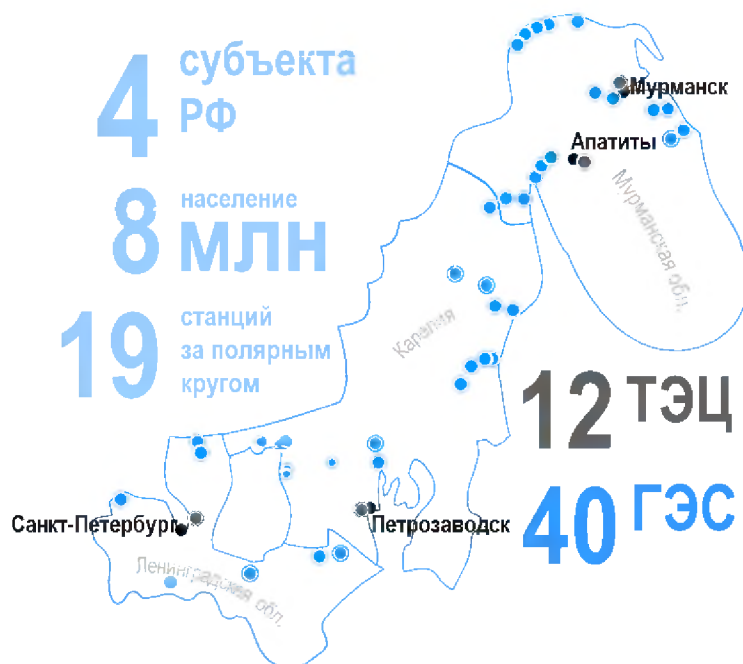 4 субъекта
РФ
8 население
млн
19 станций
за полярным
кругом
Мурманск
Апатиты
Мурманская обл.
Карелия
12 ТЭЦ
40 ГЭС
Санкт-Петербург
Петрозаводск
Ленинградская обл.